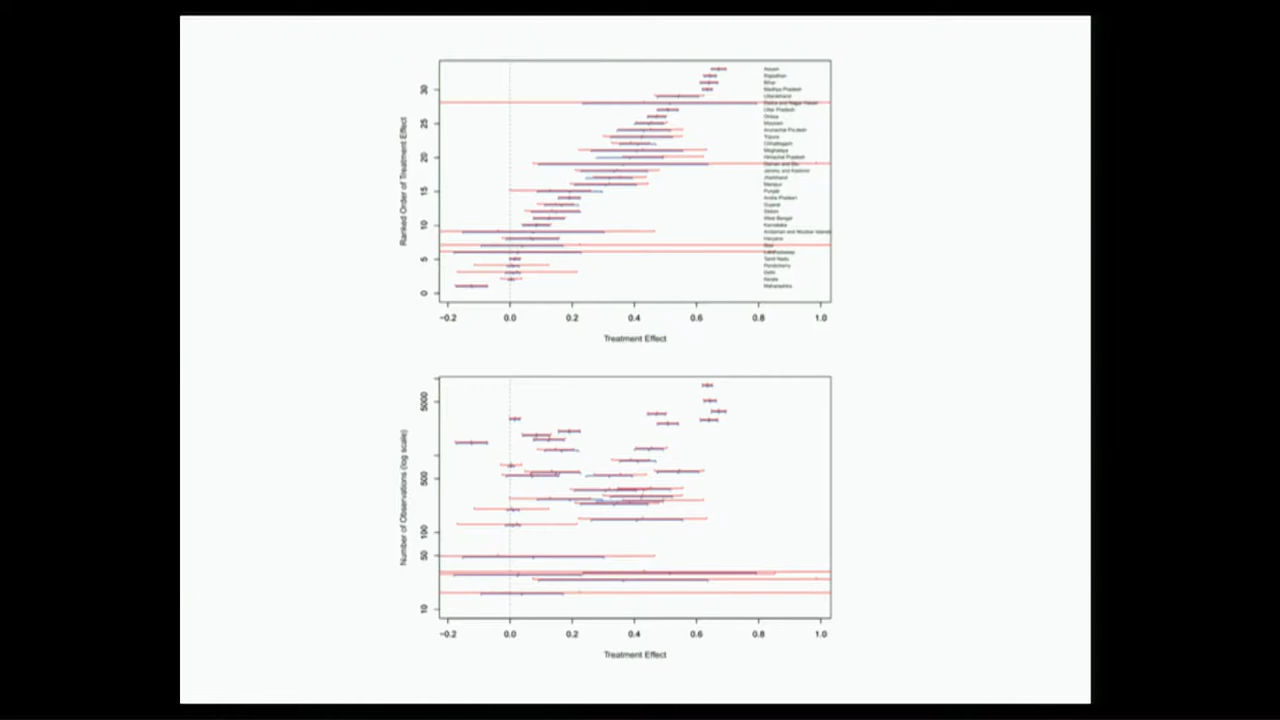 Ranked Order of Treatment Effect
30
25
20
15
10
5
0
Assam
Rajasthan
Bihar
Madhya Pradesh
Uttarakhand
Uttar Pradesh
Orissa
Mizoram
Arunachal Pradesh
Tripura
Chhattisgarh
Meghalaya
Himachal Pradesh
Daman and Diu
Jammu and Kashmir
Jharkhand
Manipur
Punjab
Andra Pradesh
Gujarat
Sikkim
West Bengal
Karnataka
Andaman and Nicobar Islands
Haryana
Goa
Lakshadweep
Tamil Nadu
Pondicherry
Delhi
Kerala
Maharashtra
−0.2 0.0 0.2 0.4 0.6 0.8 1.0
Treatment Effect
Number of Observations (log scale)
5000
500
100
50
10
−0.2 0.0 0.2 0.4 0.6 0.8 1.0
Treatment Effect